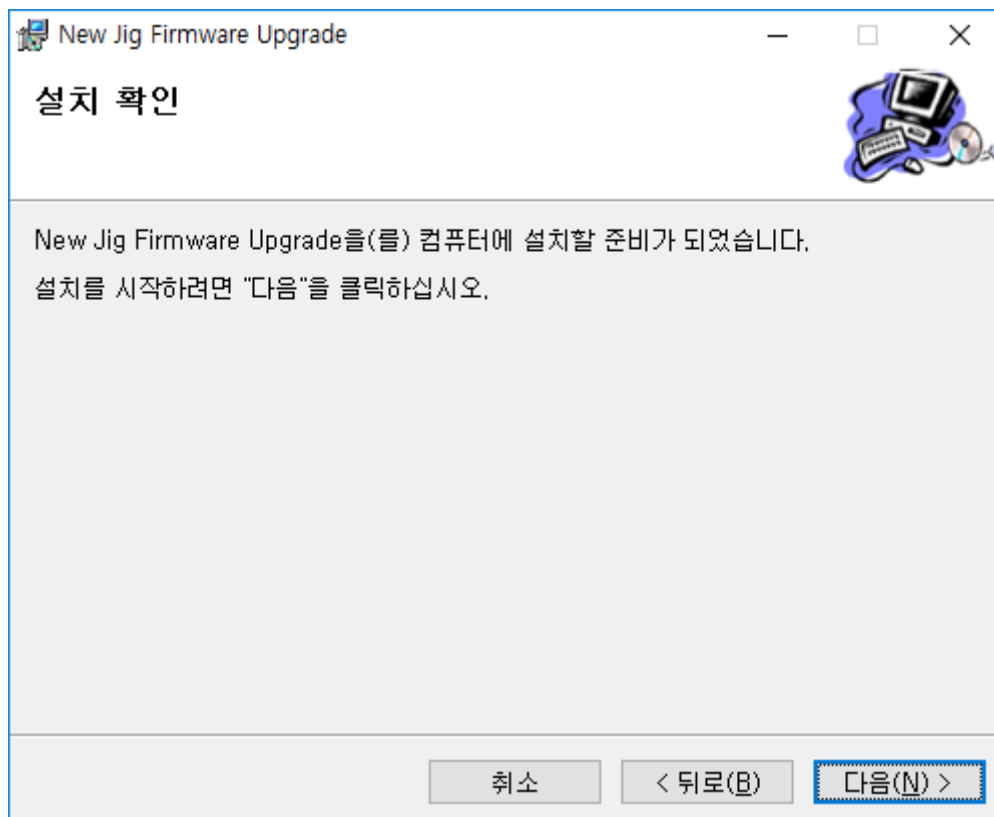 New Jig Firmware Upgrade
설치 확인
New Jig Firmware Upgrade을(를) 컴퓨터에 설치할 준비가 되었습니다.
설치를 시작하려면 "다음"을 클릭하십시오.
취소
< 뒤로(B)
다음(N) >